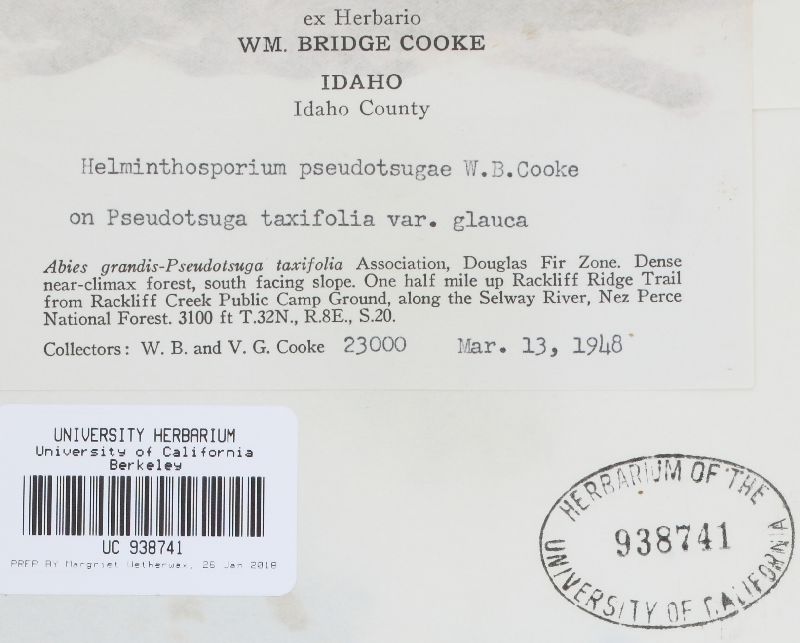 ex Herbario
WM. BRIDGE COOKE
IDAHO
Idaho County
Helminthosporium pseudotsugae W.B.Cooke
on Pseudotsuga taxifolia var. glauca
Abies grandis-Pseudotsuga taxifolia Association, Douglas Fir Zone. Dense
near-climax forest, south facing slope. One half mile up Rackliff Ridge Trail
from Rackliff Creek Public Camp Ground, along the Selway River, Nez Perce
National Forest. 3100 ft T.32N., R.8E., S.20.
Collectors: W. B. and V. G. Cooke 23000 Mar. 13, 1948
UNIVERSITY HERBARIUM
University of California
Berkeley
UC 938741
PREP BY Margriet Wetherwax, 26 Jan 2018
HERBARIUM OF THE
938741
UNIVERSITY OF CALIFORNIA